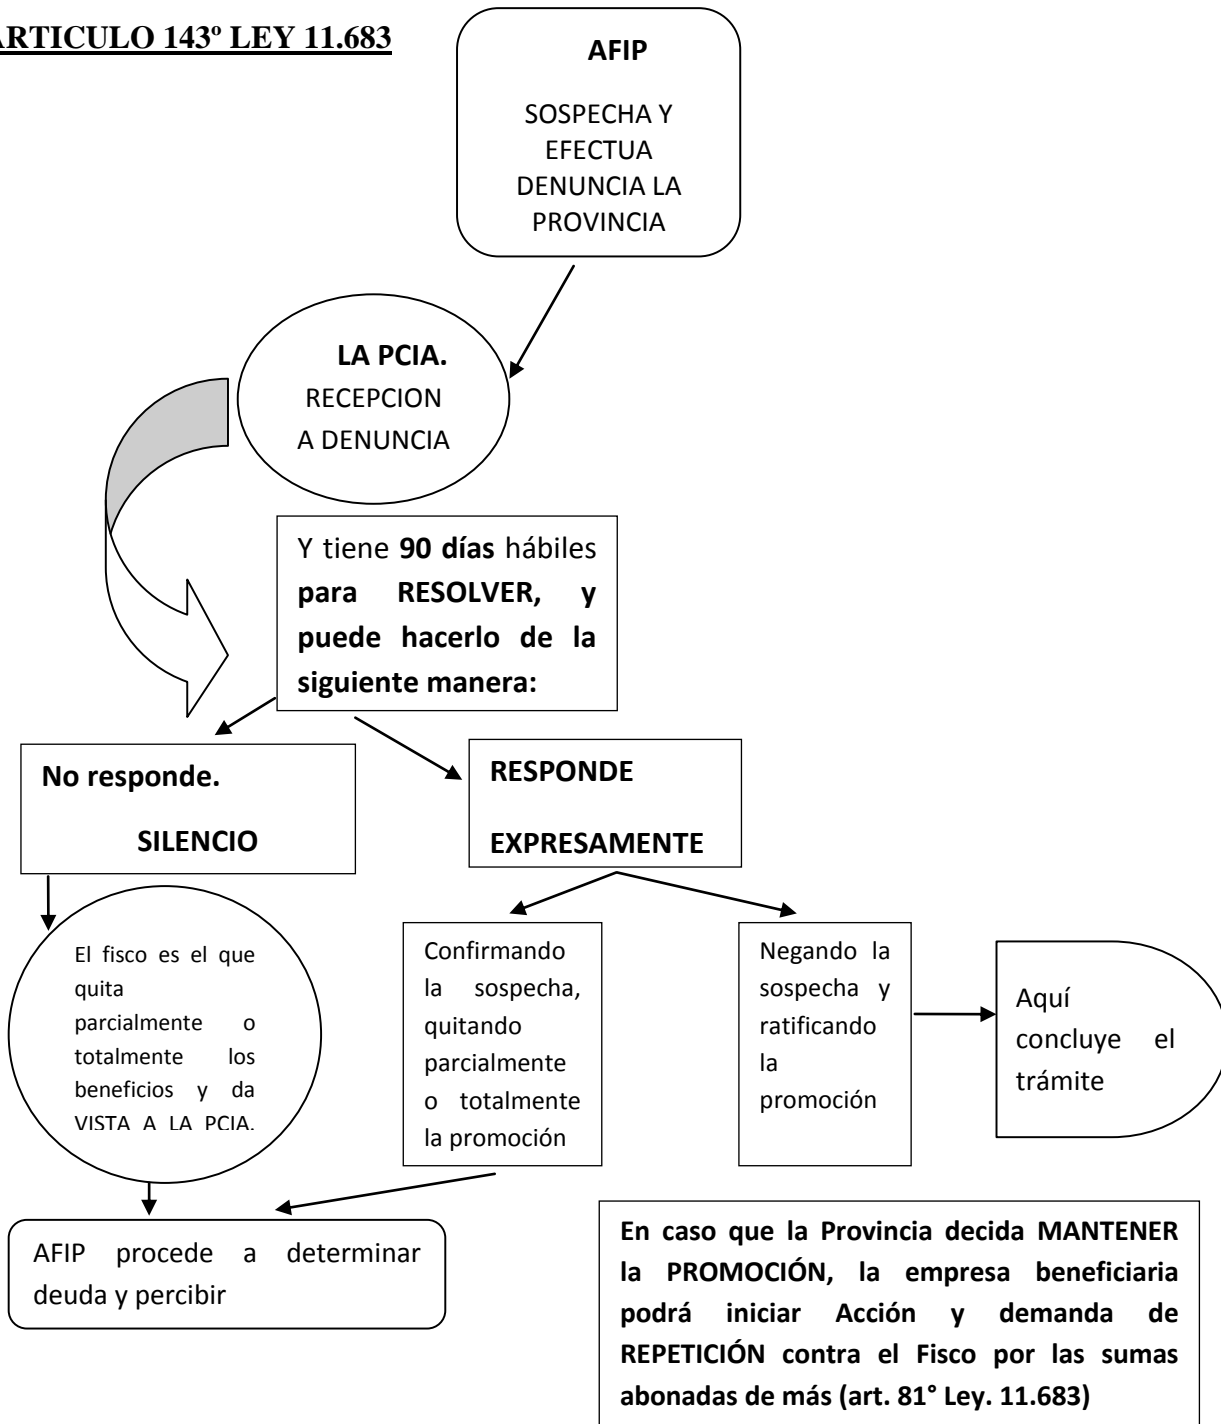 ARTICULO 143º LEY 11.683
AFIP
SOSPECHA Y
EFECTUA
DENUNCIA LA
PROVINCIA
LA PCIA.
RECEPCION
A DENUNCIA
Y tiene 90 días hábiles
para RESOLVER, y
puede hacerlo de la
siguiente manera:
No responde.
SILENCIO
RESPONDE
EXPRESAMENTE
El fisco es el que
quita
parcialmente o
totalmente los
beneficios y da
VISTA A LA PCIA.
Confirmando
la sospecha,
quitando
parcialmente
o totalmente
la promoción
Negando la
sospecha y
ratificando
la
promoción
Aquí
concluye el
trámite
AFIP procede a determinar
deuda y percibir
En caso que la Provincia decida MANTENER
la PROMOCIÓN, la empresa beneficiaria
podrá iniciar Acción y demanda de
REPETICIÓN contra el Fisco por las sumas
abonadas de más (art. 81° Ley. 11.683)